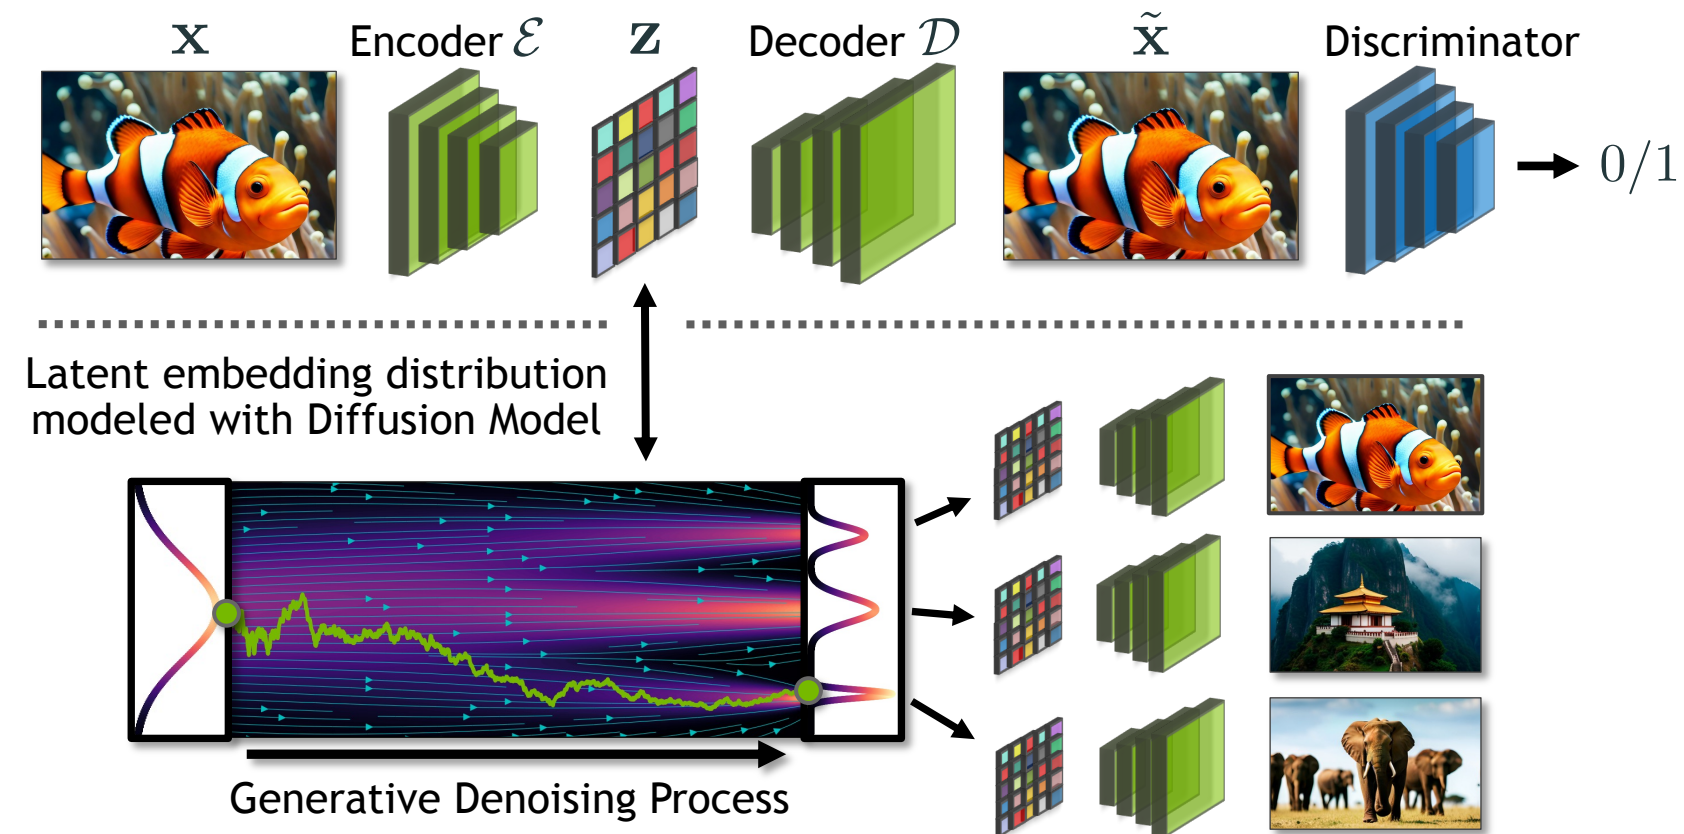 x
Encoder ℰ
z
Decoder 𝒟
x̃
Discriminator
0/1
Latent embedding distribution
modeled with Diffusion Model
Generative Denoising Process